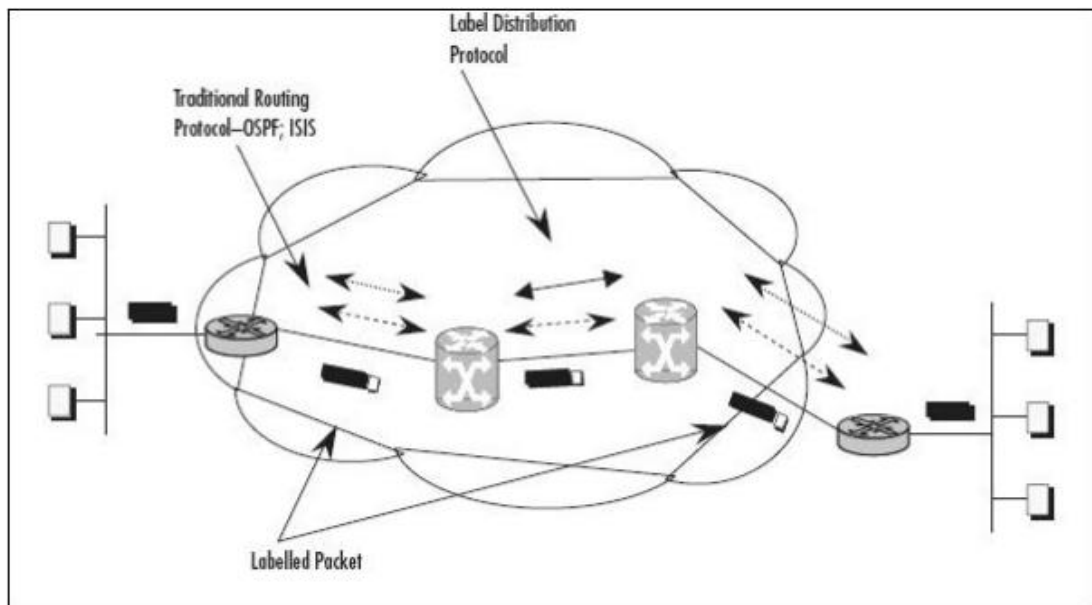 Label Distribution
Protocol
Traditional Routing
Protocol–OSPF; ISIS
Labelled Packet